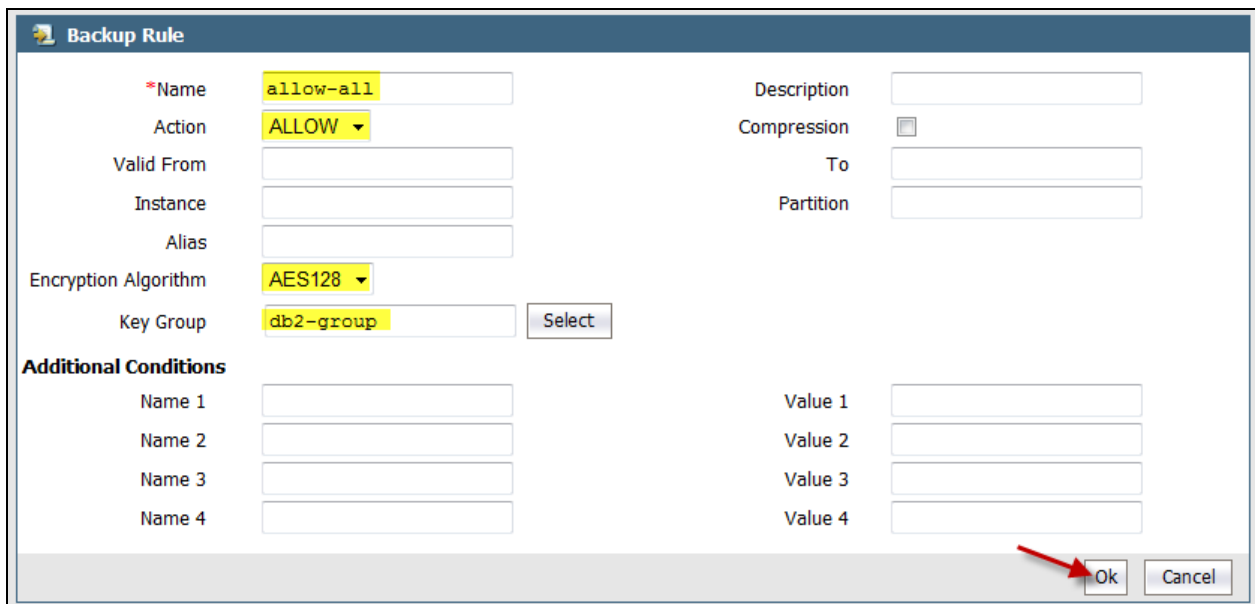 Backup Rule
*Name allow-all Description
Action ALLOW Compression
Valid From To
Instance Partition
Alias
Encryption Algorithm AES128
Key Group db2-group Select
Additional Conditions
Name 1 Value 1
Name 2 Value 2
Name 3 Value 3
Name 4 Value 4
Ok Cancel